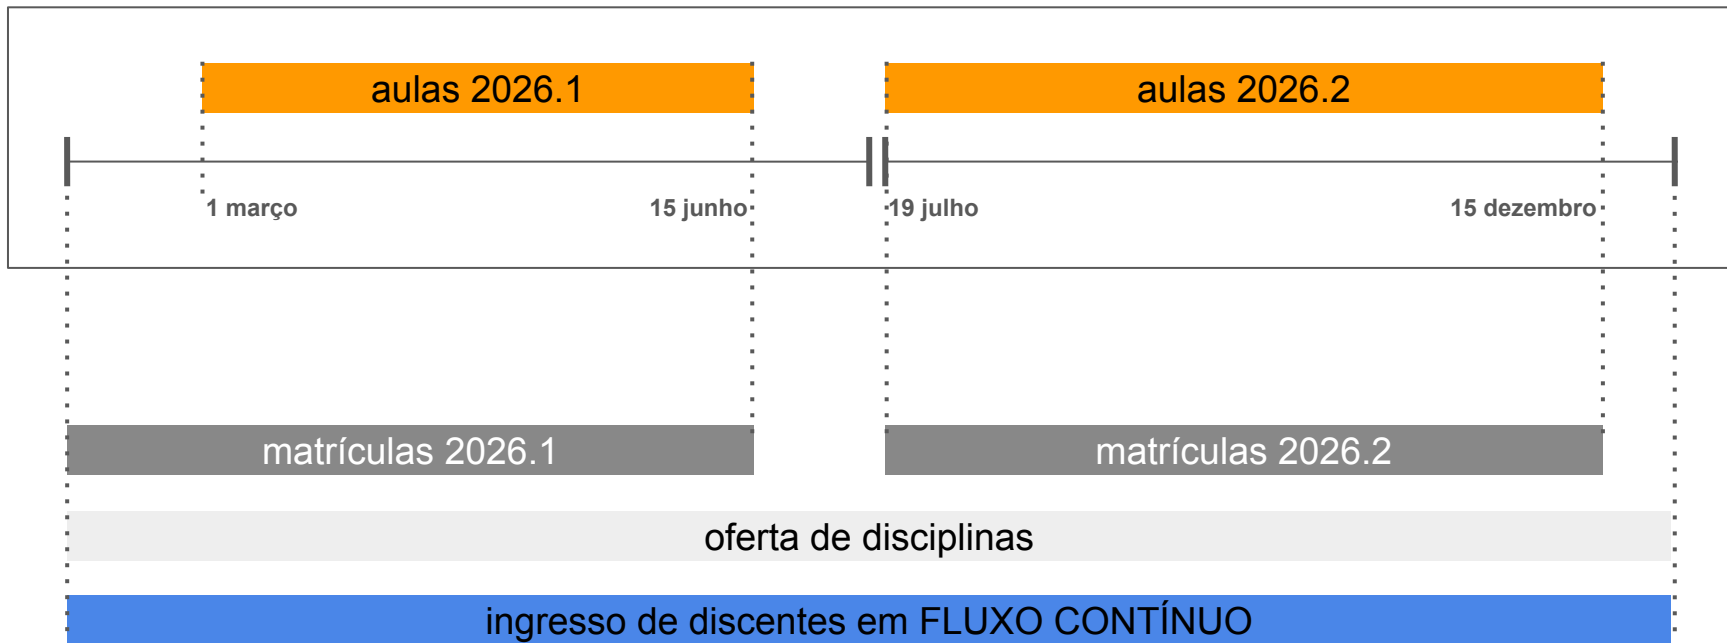 aulas 2026.1
aulas 2026.2
1 março
15 junho
19 julho
15 dezembro
matrículas 2026.1
matrículas 2026.2
oferta de disciplinas
ingresso de discentes em FLUXO CONTÍNUO